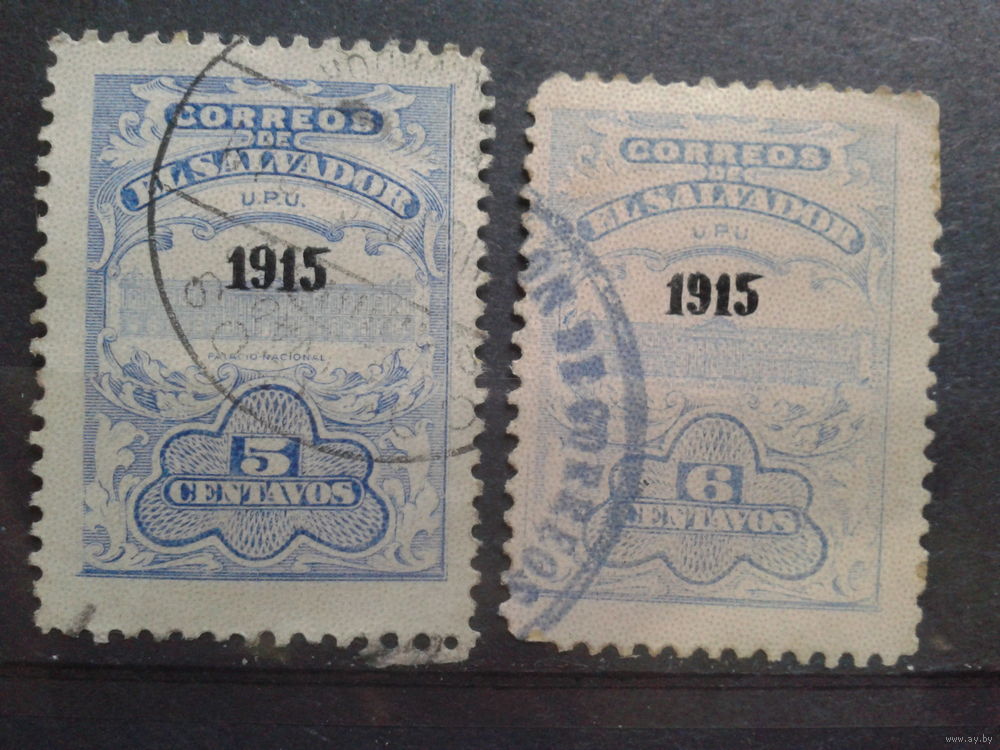 CORREOS
DE
EL SALVADOR
U.P.U.
1915
PALACIO NACIONAL
5
CENTAVOS
CORREOS
DE
EL SALVADOR
U P U
1915
6
CENTAVOS
CORREOS
www.ay.by